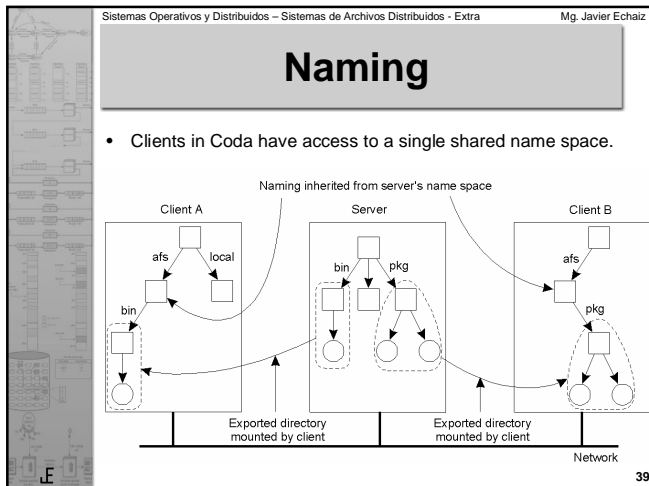 Sistemas Operativos y Distribuidos – Sistemas de Archivos Distribuidos - Extra Mg. Javier Echaiz
Naming
• Clients in Coda have access to a single shared name space.
Naming inherited from server's name space
Client A Server Client B
afs local bin pkg afs
bin pkg
Exported directory mounted by client
Exported directory mounted by client
Network
JE
39